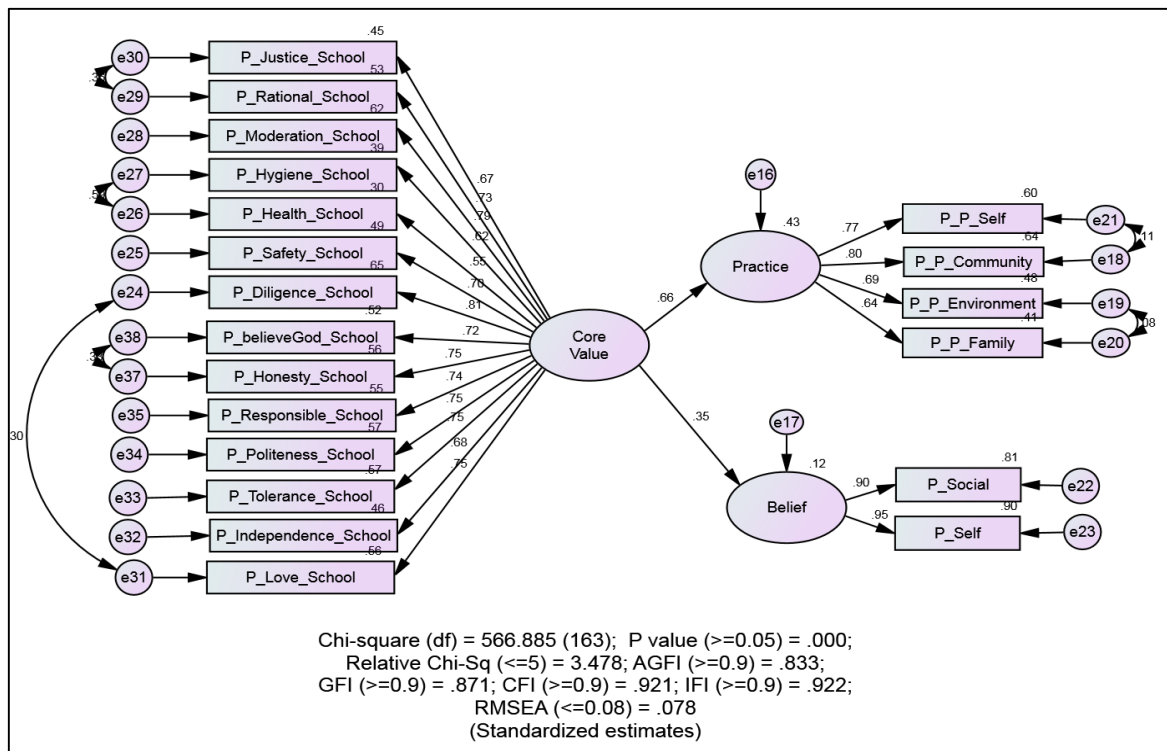 .45
e30 P_Justice_School
.53
e29 P_Rational_School
.62
e28 P_Moderation_School
.39
e27 P_Hygiene_School
.30
e26 P_Health_School
.49
e25 P_Safety_School
.65
e24 P_Diligence_School
.52
e38 P_believeGod_School
.56
e37 P_Honesty_School
.55
e35 P_Responsible_School
.57
e34 P_Politeness_School
.57
e33 P_Tolerance_School
.46
e32 P_Independence_School
.56
e31 P_Love_School
.30
.67
.73
.79
.62
.55
.70
.81
.72
.75
.74
.75
.75
.68
.75
Core
Value
.66
.35
e16
.43
Practice
.77
.80
.69
.64
.60
P_P_Self e21
.64 .11
P_P_Community e18
.48
P_P_Environment e19
.41 .08
P_P_Family e20
e17
.12
Belief
.90
.95
.81
P_Social e22
.90
P_Self e23
Chi-square (df) = 566.885 (163); P value (>=0.05) = .000;
Relative Chi-Sq (<=5) = 3.478; AGFI (>=0.9) = .833;
GFI (>=0.9) = .871; CFI (>=0.9) = .921; IFI (>=0.9) = .922;
RMSEA (<=0.08) = .078
(Standardized estimates)